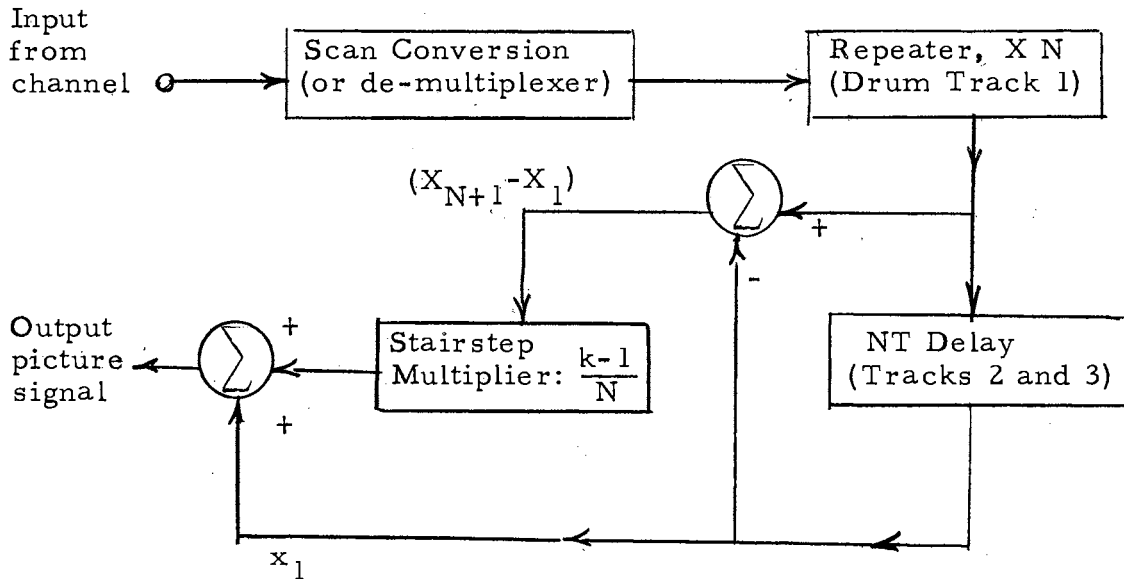 Input
from
channel
Scan Conversion
(or de-multiplexer)
Repeater, X N
(Drum Track 1)
(X_{N+1}-X_1)
Σ
+
-
Output
picture
signal
Σ
+
+
Stairstep
Multiplier: \frac{k-1}{N}
NT Delay
(Tracks 2 and 3)
x_1